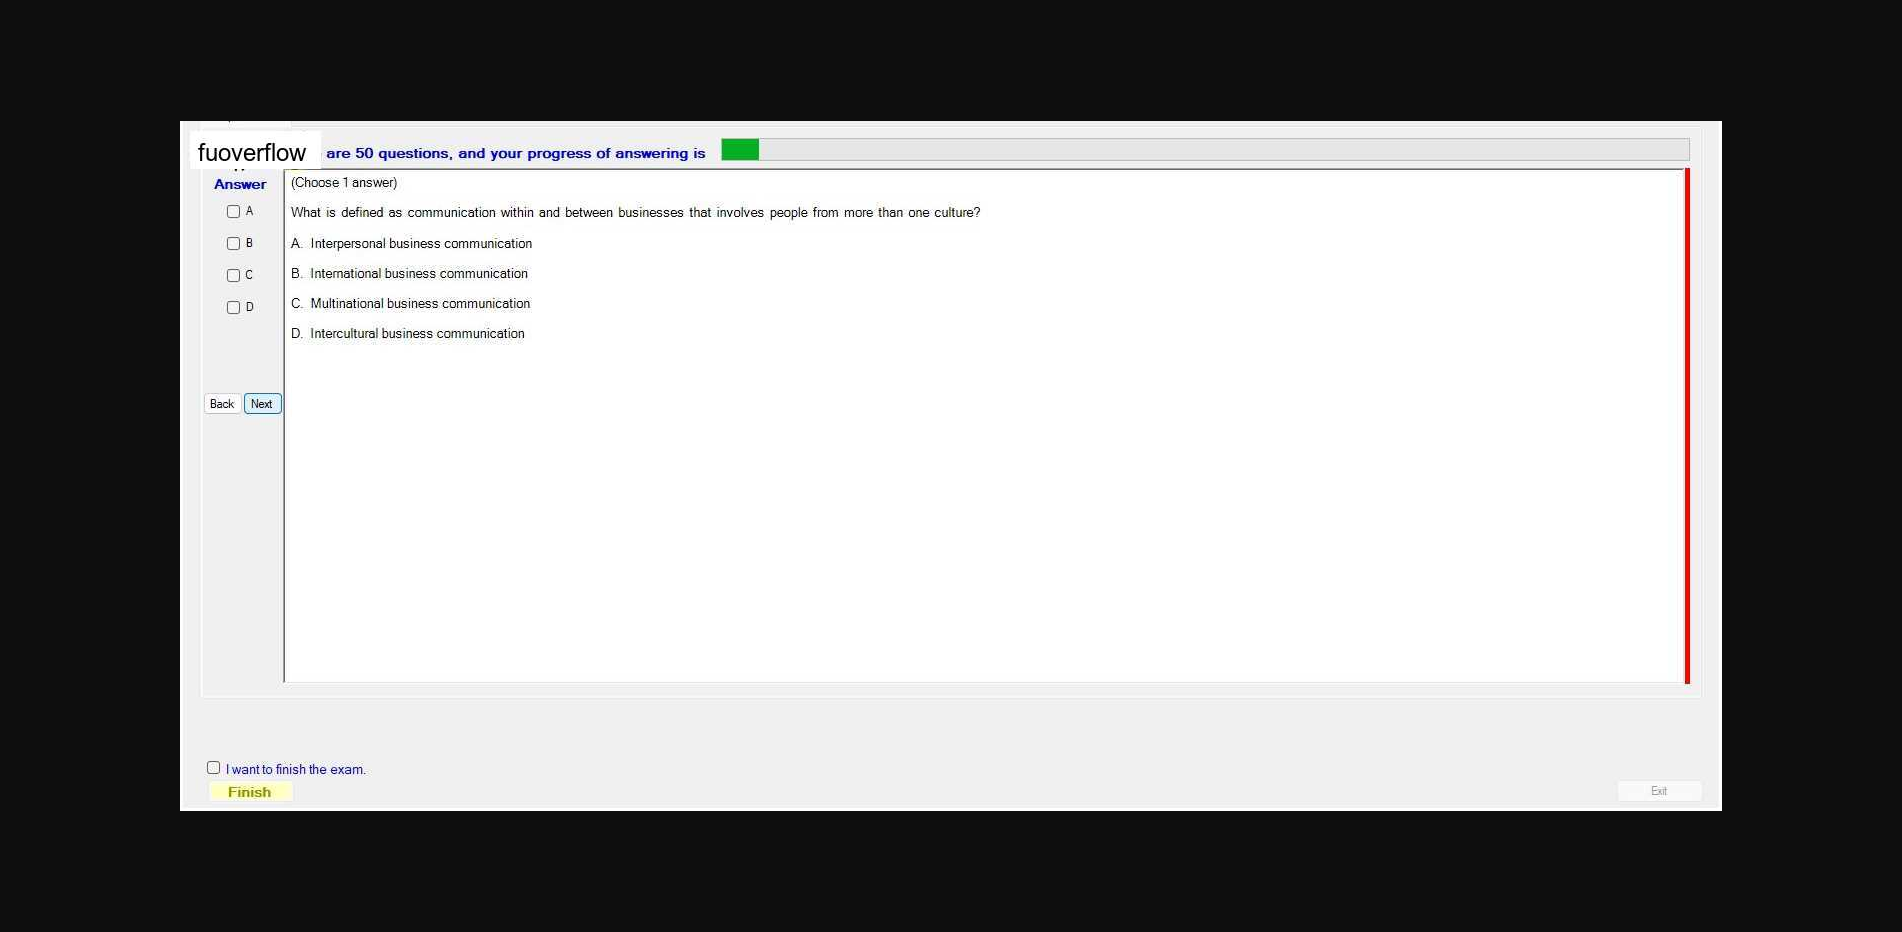 fuoverflow are 50 questions, and your progress of answering is
Answer
(Choose 1 answer)
A
What is defined as communication within and between businesses that involves people from more than one culture?
B
A. Interpersonal business communication
C
B. International business communication
D
C. Multinational business communication
D. Intercultural business communication
Back Next
I want to finish the exam.
Finish
Exit